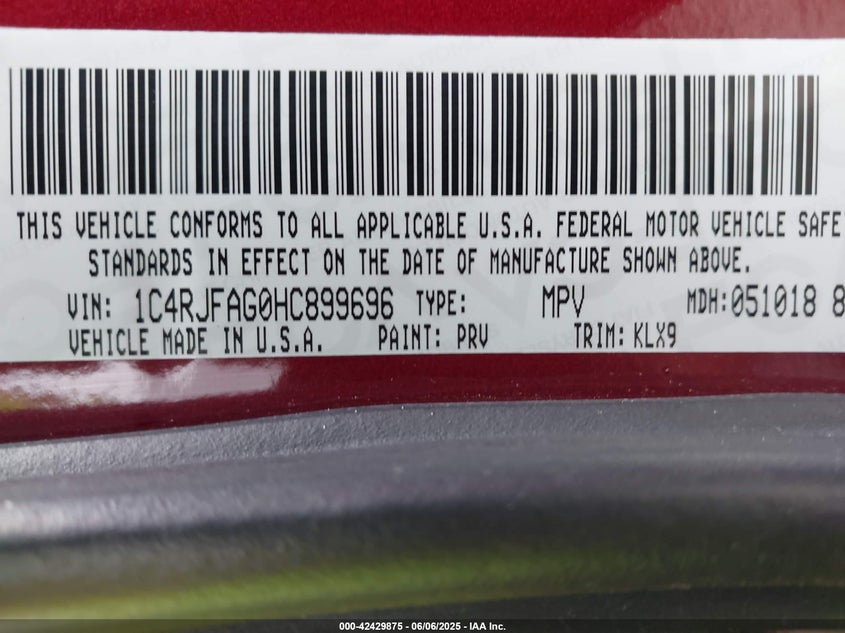 THIS VEHICLE CONFORMS TO ALL APPLICABLE U.S.A. FEDERAL MOTOR VEHICLE SAFE
STANDARDS IN EFFECT ON THE DATE OF MANUFACTURE SHOWN ABOVE.
VIN: 1C4RJFAG0HC899696 TYPE: MPV MDH:051018 8
VEHICLE MADE IN U.S.A. PAINT: PRV TRIM: KLX9
000-42429875 - 06/06/2025 - IAA Inc.